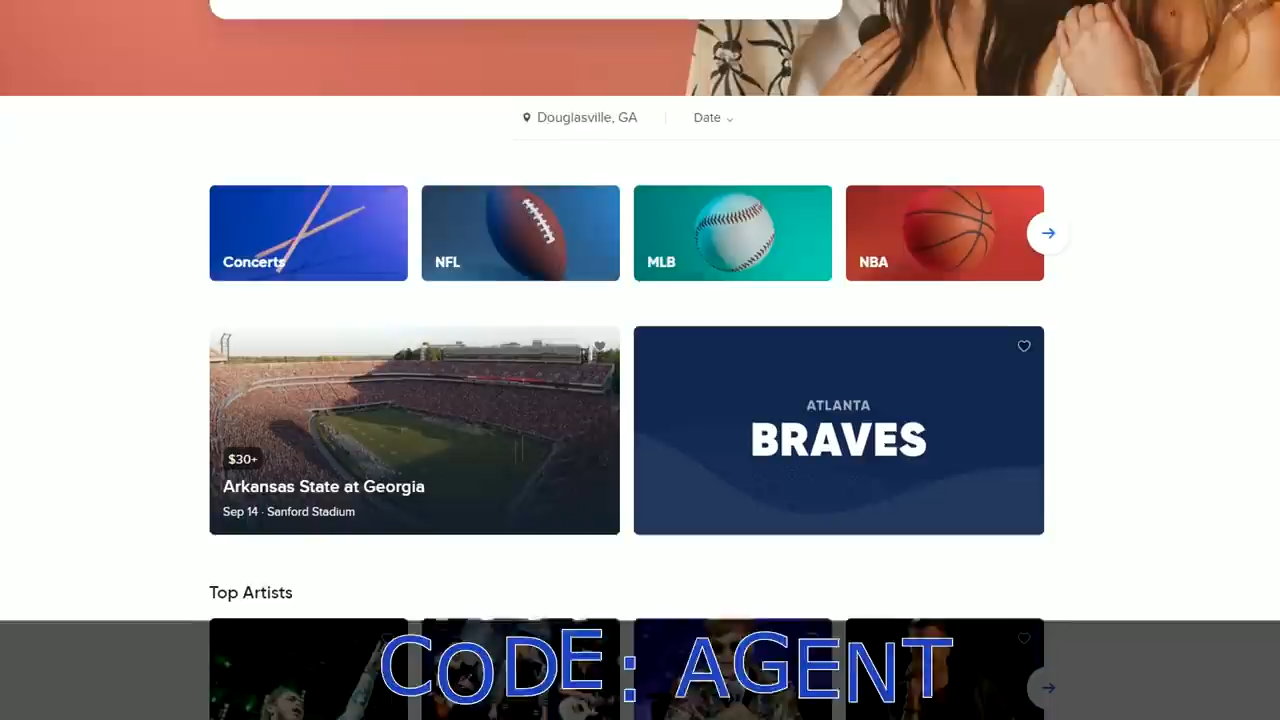 Douglasville, GA Date
Concerts NFL MLB NBA
$30+
Arkansas State at Georgia
Sep 14 · Sanford Stadium
ATLANTA
BRAVES
Top Artists
CODE: AGENT